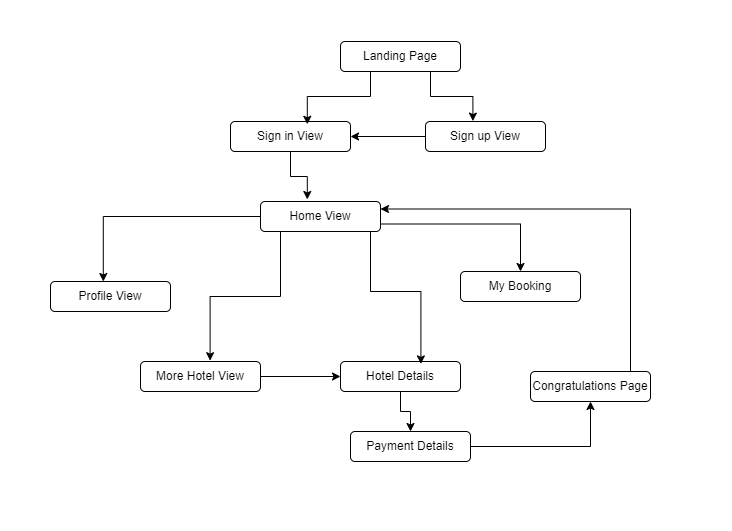 Landing Page
Sign in View
Sign up View
Home View
Profile View
My Booking
More Hotel View
Hotel Details
Congratulations Page
Payment Details